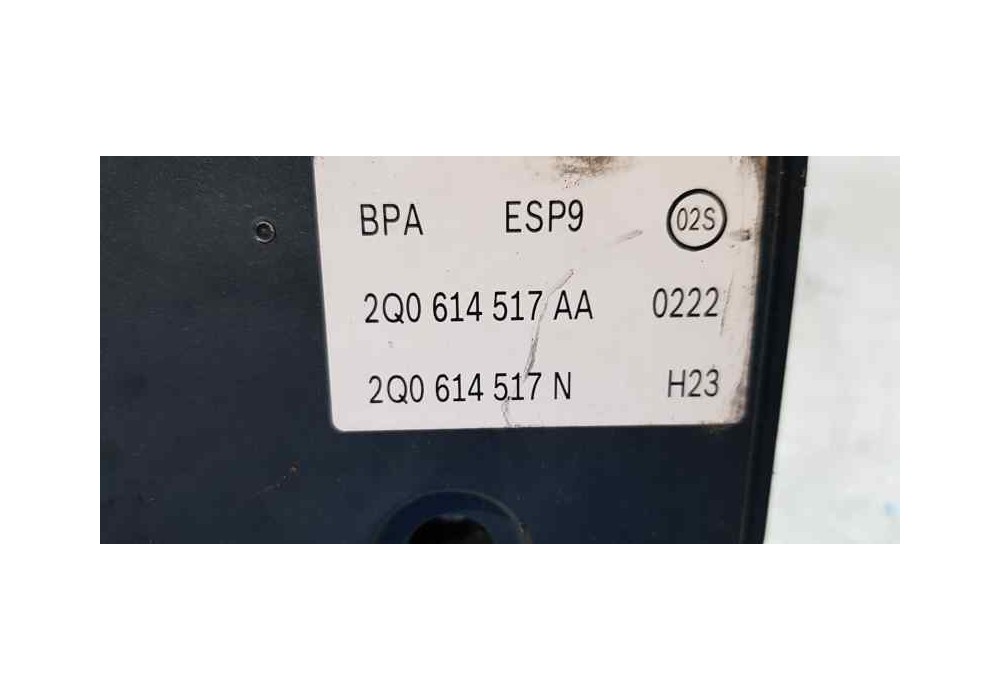 BPA ESP9 02S
2Q0 614 517 AA 0222
2Q0 614 517 N H23